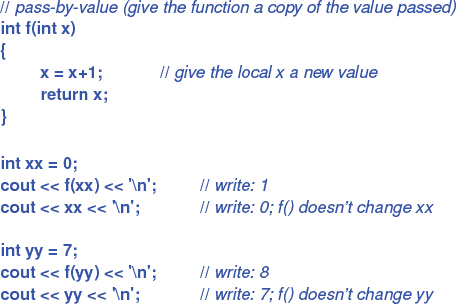 // pass-by-value (give the function a copy of the value passed)
int f(int x)
{
x = x+1; // give the local x a new value
return x;
}
int xx = 0;
cout << f(xx) << '\n'; // write: 1
cout << xx << '\n'; // write: 0; f() doesn’t change xx
int yy = 7;
cout << f(yy) << '\n'; // write: 8
cout << yy << '\n'; // write: 7; f() doesn’t change yy